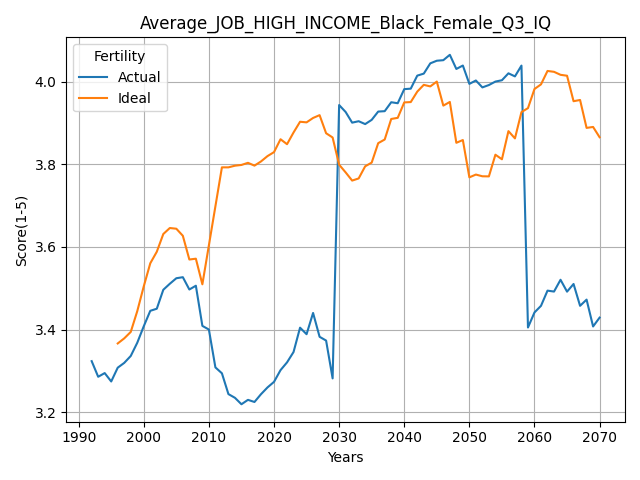 Average_JOB_HIGH_INCOME_Black_Female_Q3_IQ
Fertility
Actual
Ideal
Score(1-5)
4.0
3.8
3.6
3.4
3.2
1990 2000 2010 2020 2030 2040 2050 2060 2070
Years